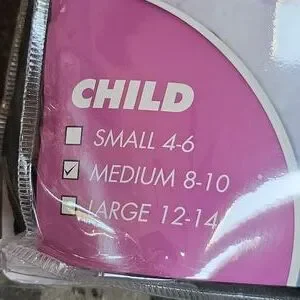 CHILD
SMALL 4-6
MEDIUM 8-10
LARGE 12-14